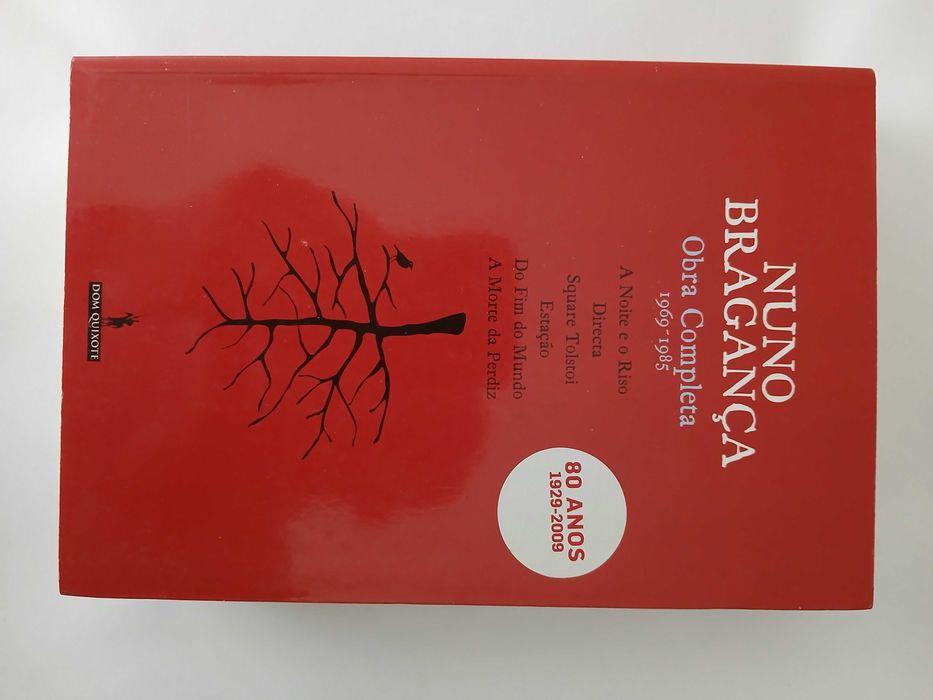 NUNO
BRAGANÇA
Obra Completa
1969-1985
A Noite e o Riso
Directa
Square Tolstoi
Estação
Do Fim do Mundo
A Morte da Perdiz
80 ANOS
1929-2009
DOM QUIXOTE